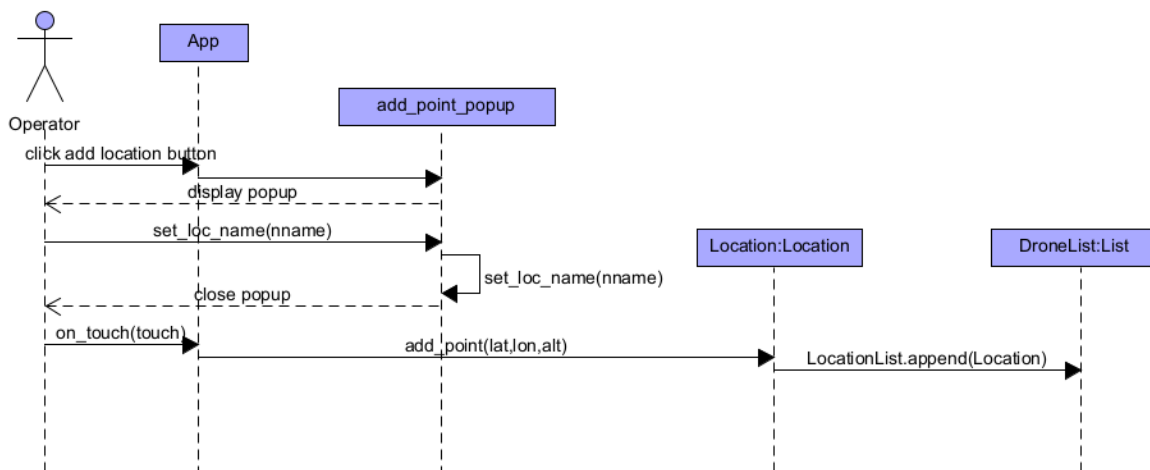 App
add_point_popup
Operator
click add location button
display popup
set_loc_name(nname)
Location:Location
DroneList:List
set_loc_name(nname)
close popup
on_touch(touch)
add_point(lat,lon,alt)
LocationList.append(Location)